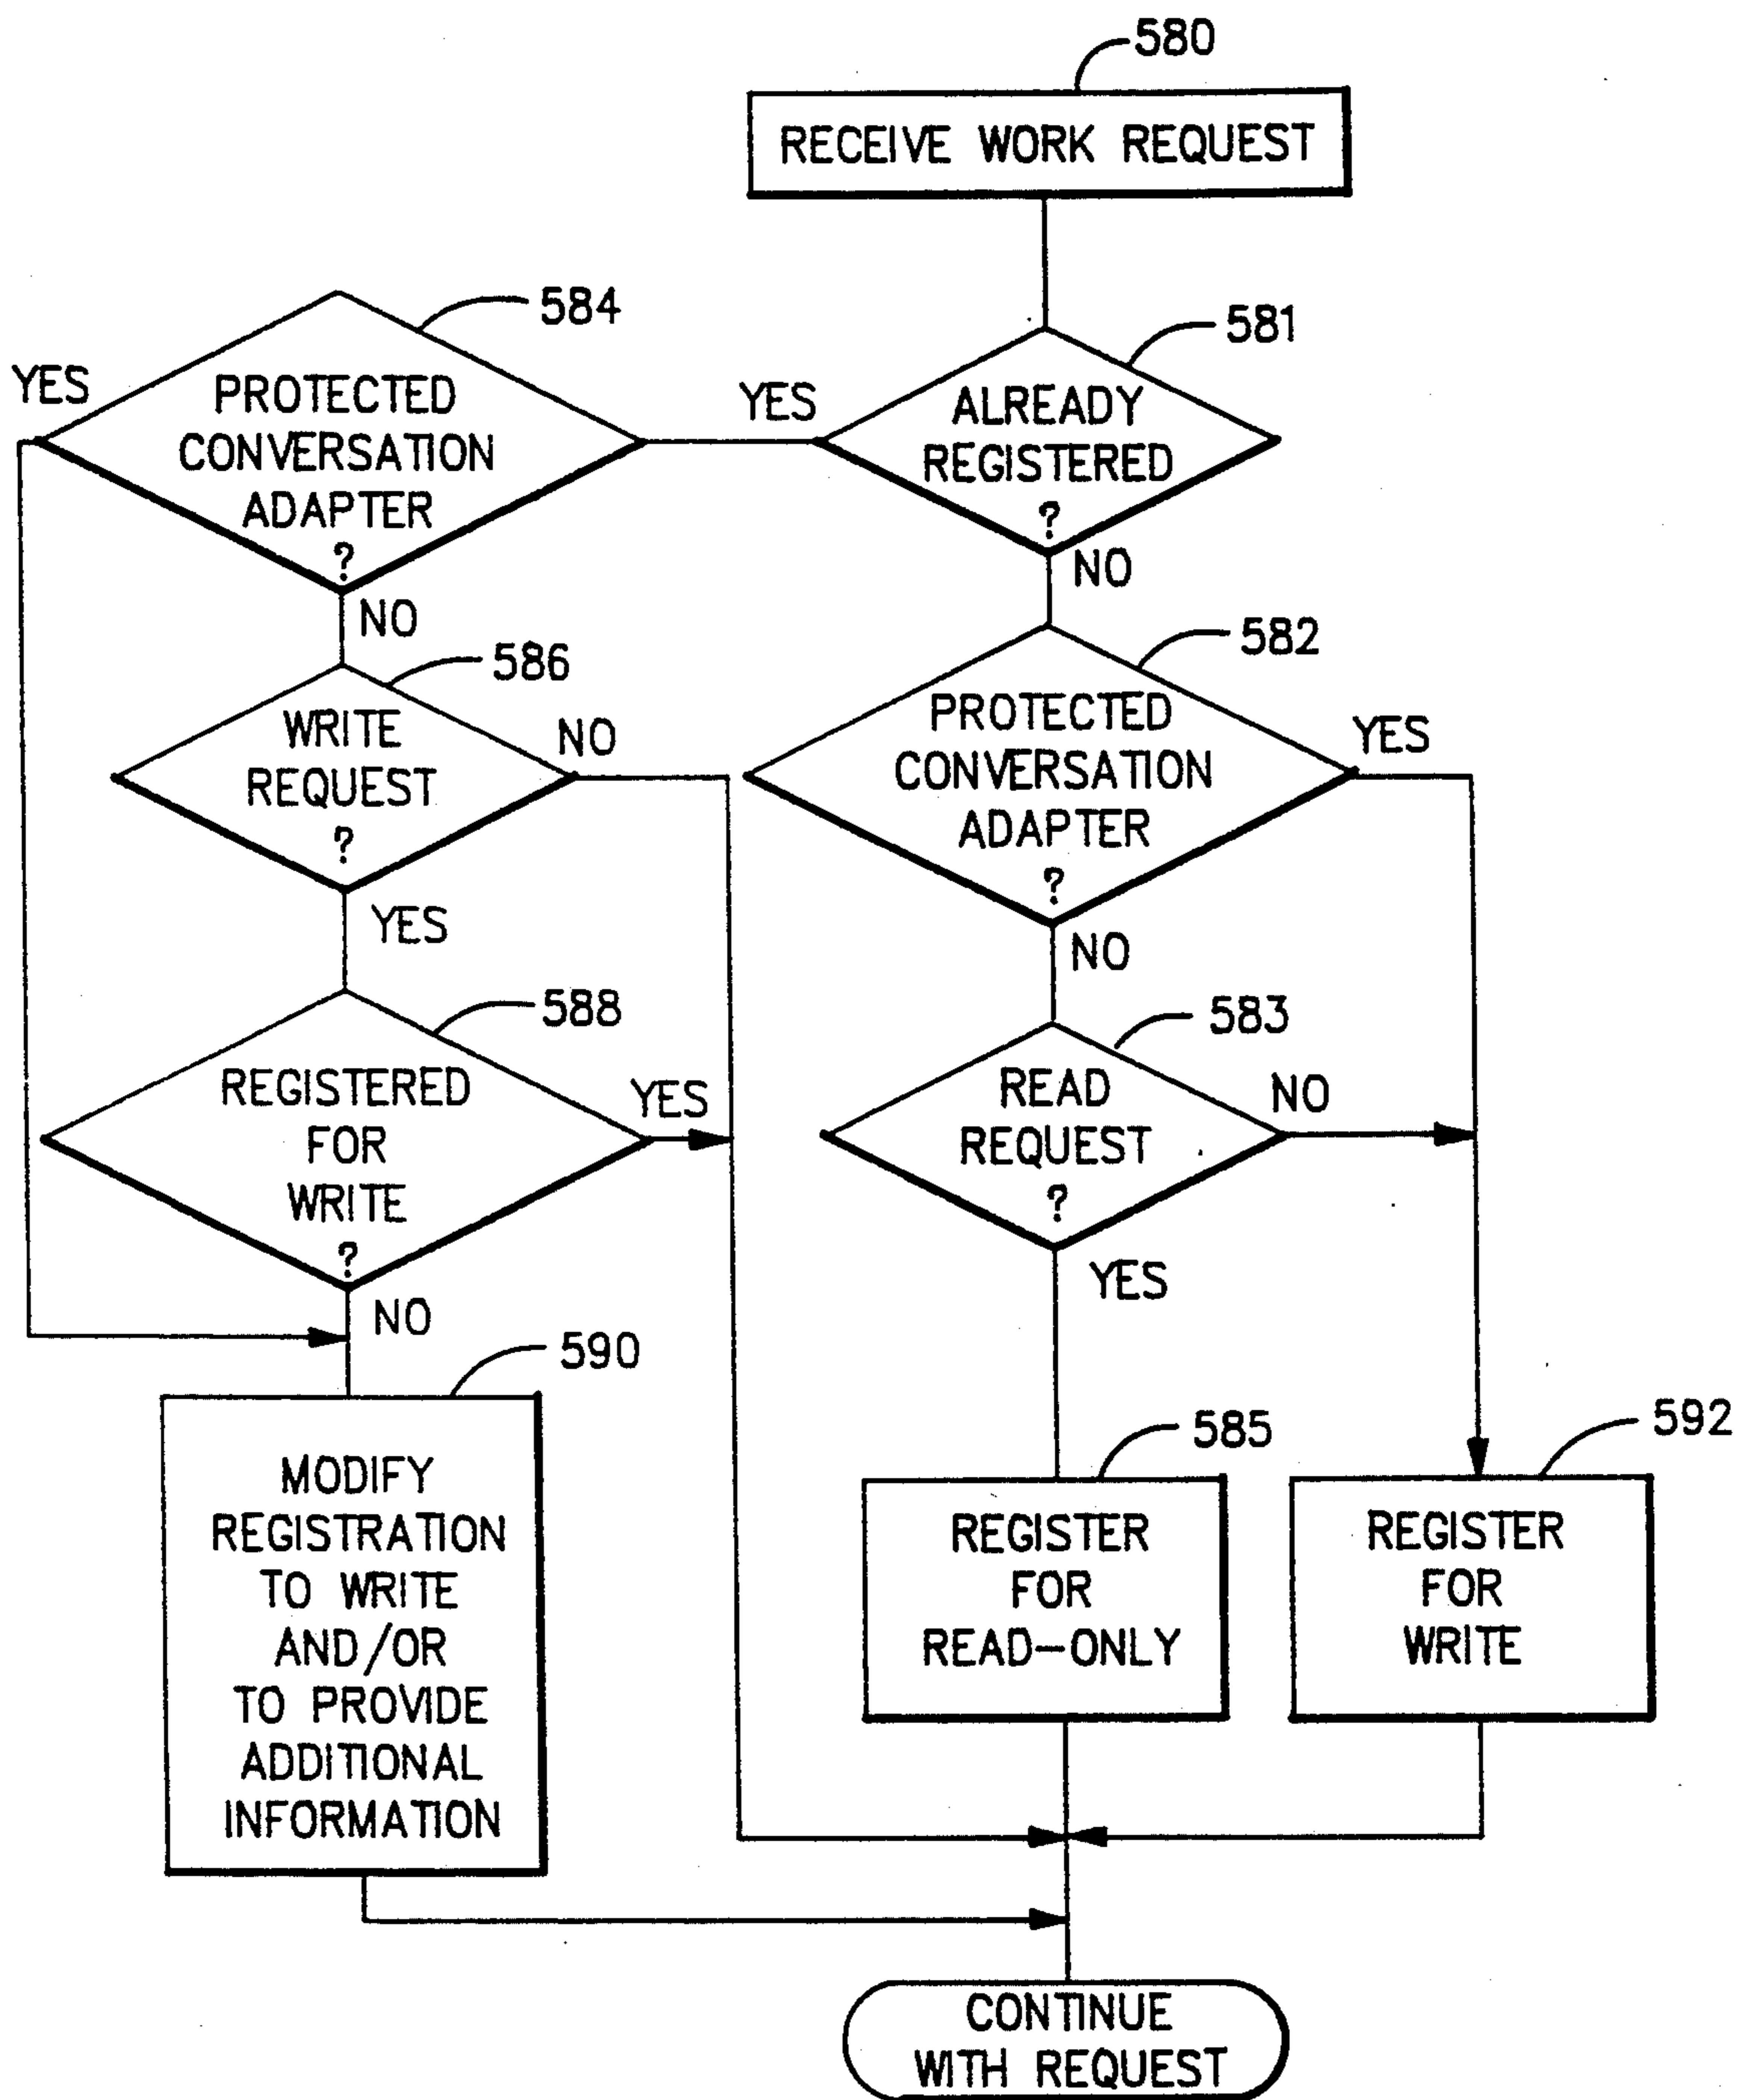 580
RECEIVE WORK REQUEST
584
581
YES
PROTECTED
CONVERSATION
ADAPTER
?
NO
YES
ALREADY
REGISTERED
?
NO
586
WRITE
REQUEST
?
NO
YES
582
PROTECTED
CONVERSATION
ADAPTER
?
YES
NO
588
REGISTERED
FOR
WRITE
?
YES
NO
583
READ
REQUEST
?
NO
YES
590
MODIFY
REGISTRATION
TO WRITE
AND/OR
TO PROVIDE
ADDITIONAL
INFORMATION
585
REGISTER
FOR
READ-ONLY
592
REGISTER
FOR
WRITE
CONTINUE
WITH REQUEST